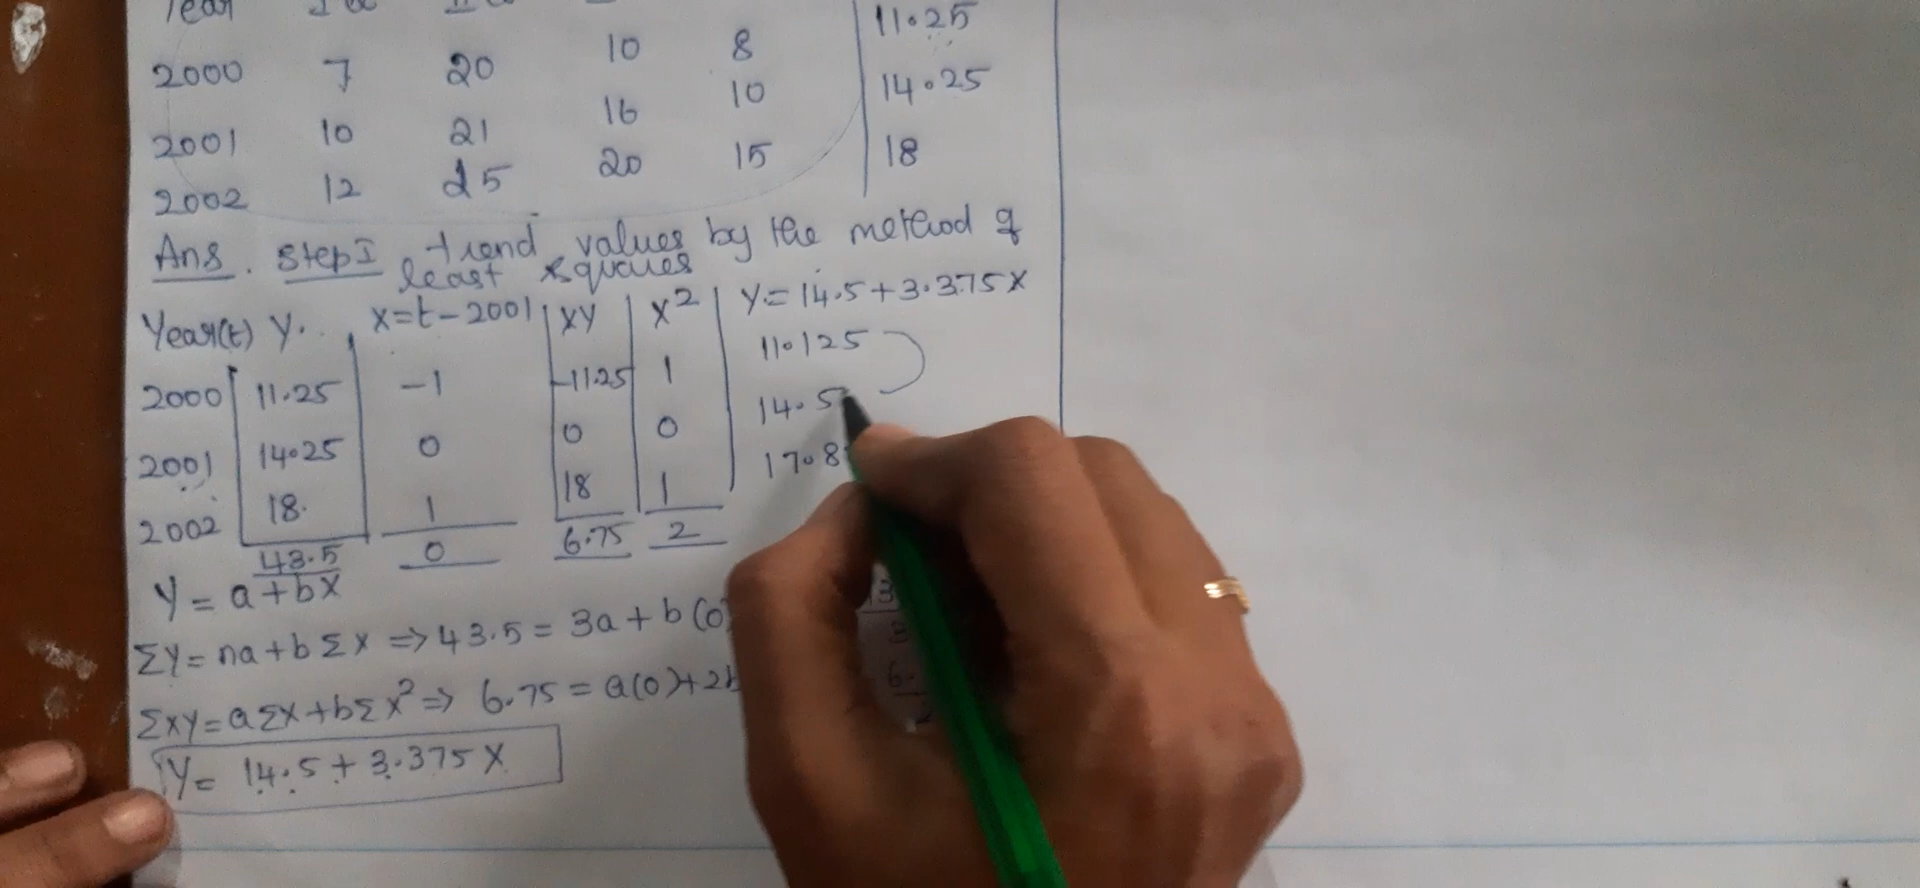 Year
2000 7 20 10 8 11.25
2001 10 21 16 10 14.25
2002 12 25 20 15 18
Ans. Step I trend values by the method of
least squares
Year(t) Y. X=t-2001 XY X² Y=14.5+3.375X
2000 11.25 -1 -11.25 1 11.125
2001 14.25 0 0 0 14.5
2002 18. 1 18 1 17.8
43.5 0 6.75 2
Y = a+bX
ΣY=na+bΣX => 43.5 = 3a+b(0
ΣXY=aΣX+bΣX² => 6.75 = a(0)+2b
Y= 14.5+3.375X